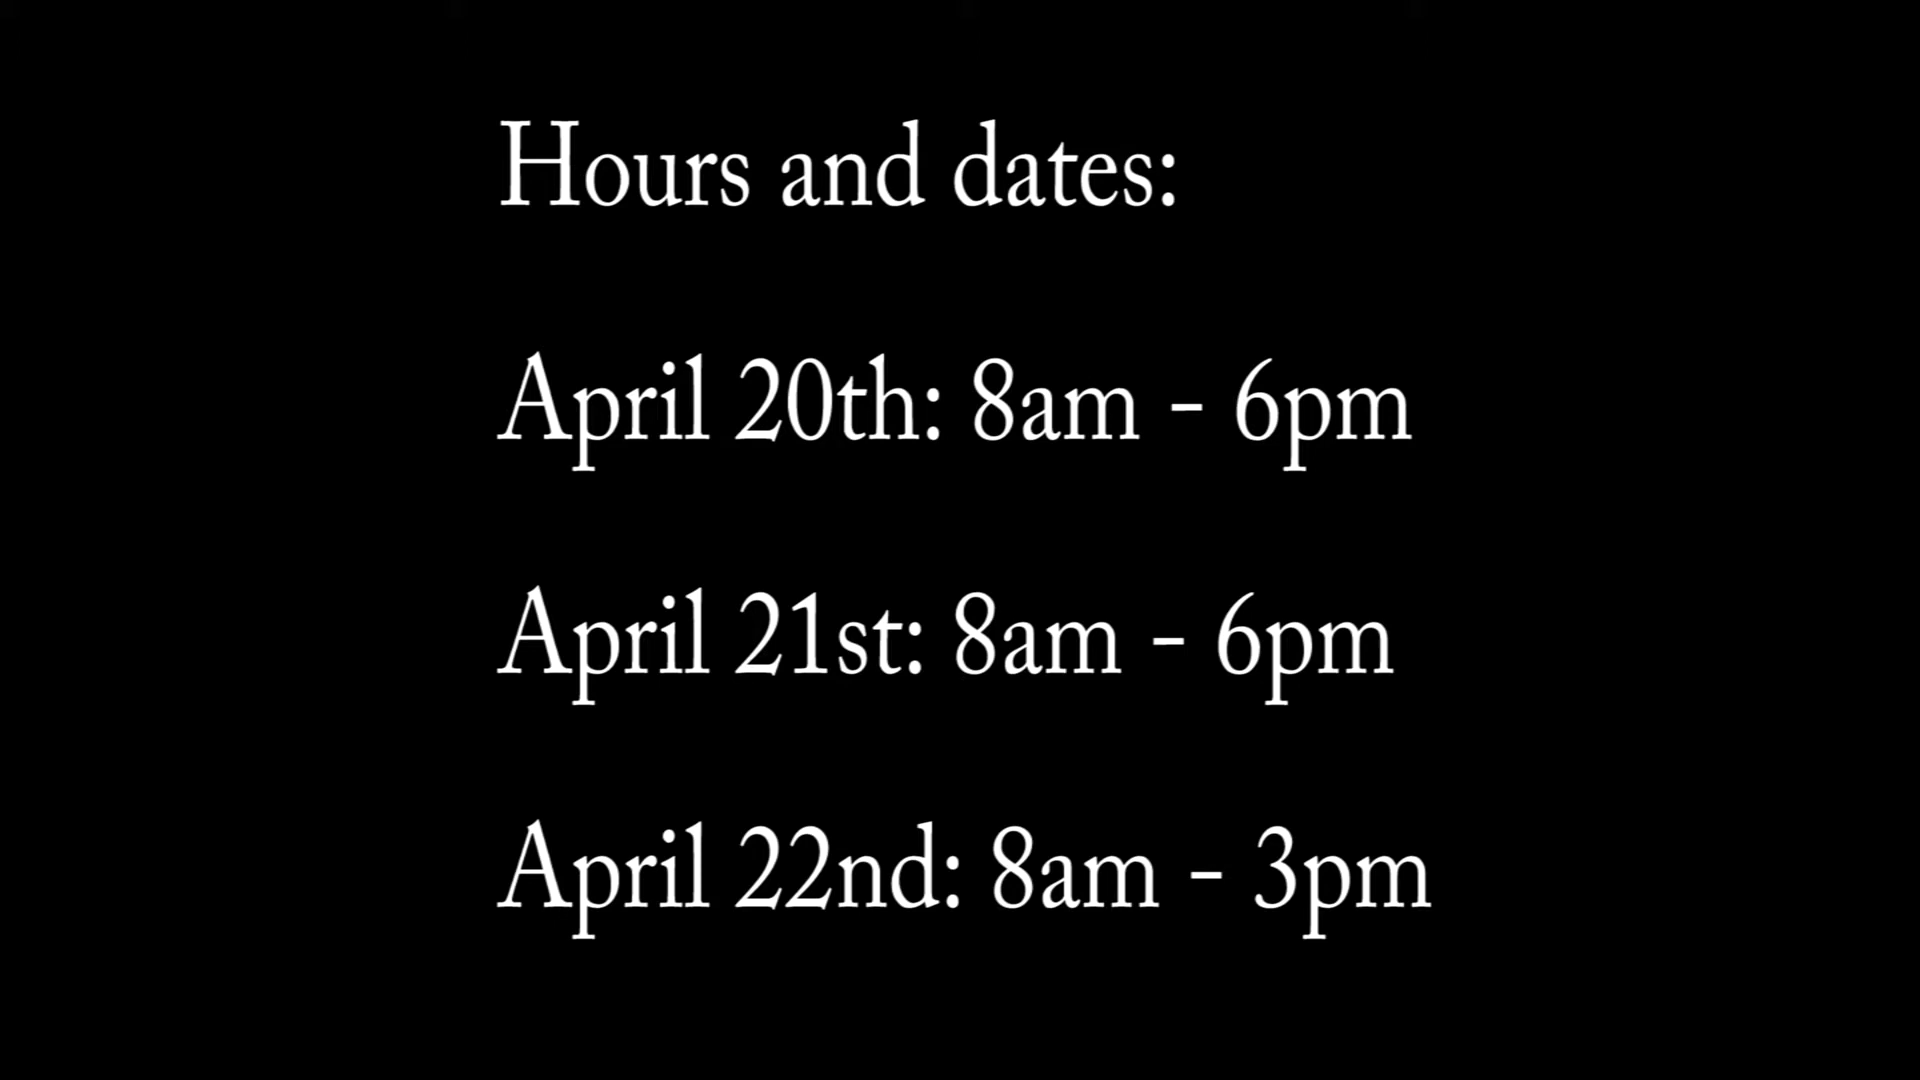 Hours and dates:
April 20th: 8am - 6pm
April 21st: 8am - 6pm
April 22nd: 8am - 3pm